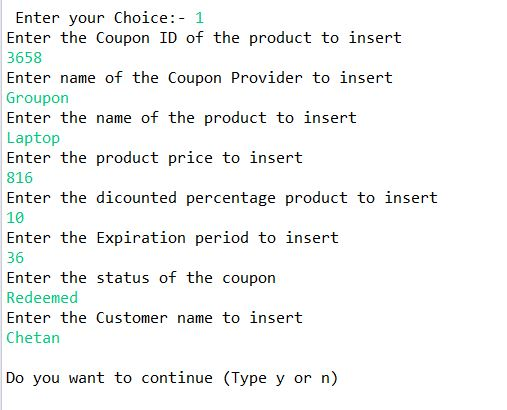 Enter your Choice:- 1
Enter the Coupon ID of the product to insert
3658
Enter name of the Coupon Provider to insert
Groupon
Enter the name of the product to insert
Laptop
Enter the product price to insert
816
Enter the dicounted percentage product to insert
10
Enter the Expiration period to insert
36
Enter the status of the coupon
Redeemed
Enter the Customer name to insert
Chetan
Do you want to continue (Type y or n)